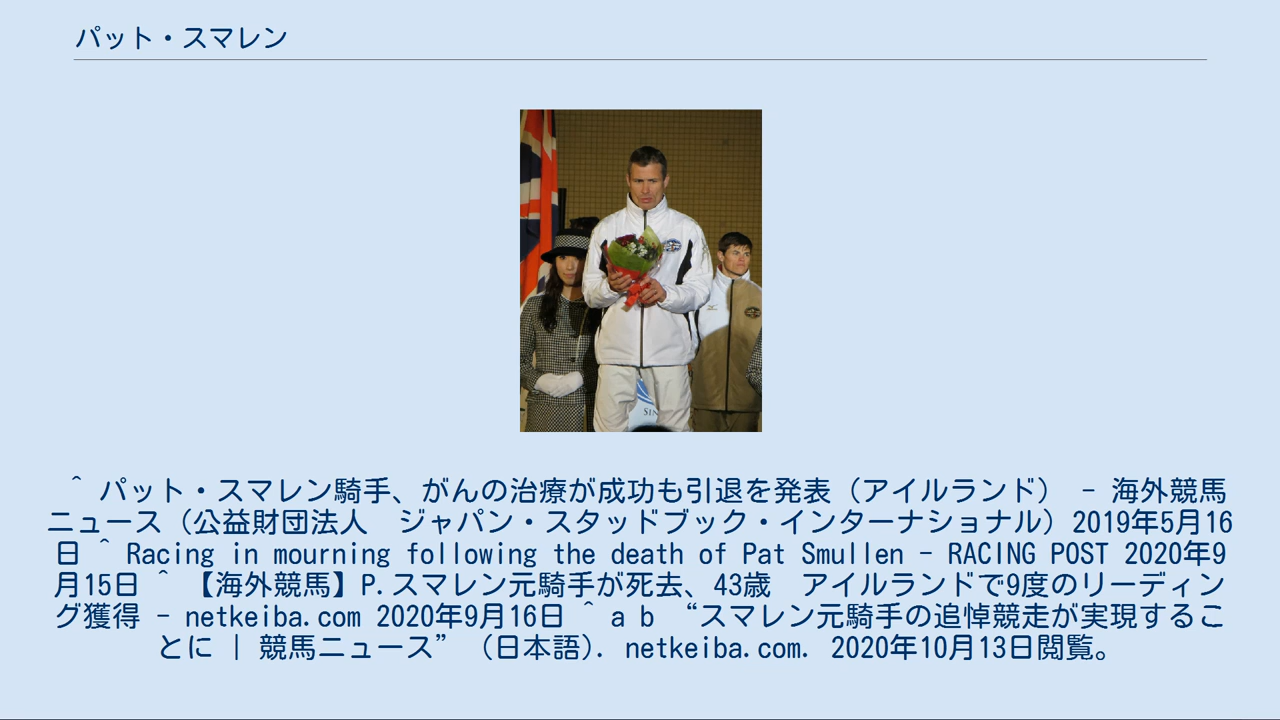 パット・スマレン
SIN
^ パット・スマレン騎手、がんの治療が成功も引退を発表（アイルランド） - 海外競馬
ニュース（公益財団法人　ジャパン・スタッドブック・インターナショナル）2019年5月16
日 ^ Racing in mourning following the death of Pat Smullen - RACING POST 2020年9
月15日 ^ 【海外競馬】P.スマレン元騎手が死去、43歳　アイルランドで9度のリーディン
グ獲得 - netkeiba.com 2020年9月16日 ^ a b “スマレン元騎手の追悼競走が実現するこ
とに | 競馬ニュース” （日本語）. netkeiba.com. 2020年10月13日閲覧。